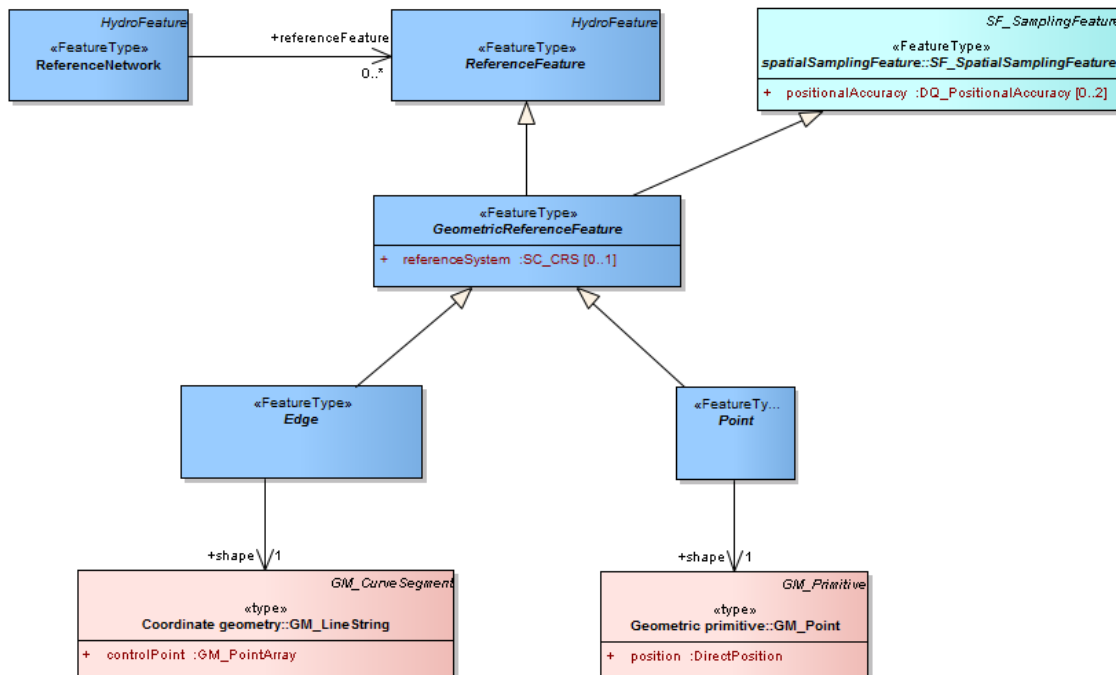 HydroFeature
«FeatureType»
ReferenceNetwork
+referenceFeature
0..*
HydroFeature
«FeatureType»
ReferenceFeature
SF_SamplingFeature
«FeatureType»
spatialSamplingFeature::SF_SpatialSamplingFeature
+ positionalAccuracy :DQ_PositionalAccuracy [0..2]
«FeatureType»
GeometricReferenceFeature
+ referenceSystem :SC_CRS [0..1]
«FeatureType»
Edge
«FeatureTy...
Point
+shape
1
+shape
1
GM_CurveSegment
«type»
Coordinate geometry::GM_LineString
+ controlPoint :GM_PointArray
GM_Primitive
«type»
Geometric primitive::GM_Point
+ position :DirectPosition